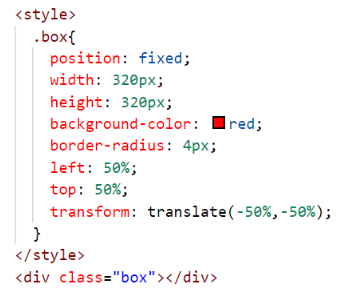 <style>
.box{
position: fixed;
width: 320px;
height: 320px;
background-color: red;
border-radius: 4px;
left: 50%;
top: 50%;
transform: translate(-50%,-50%);
}
</style>
<div class="box"></div>